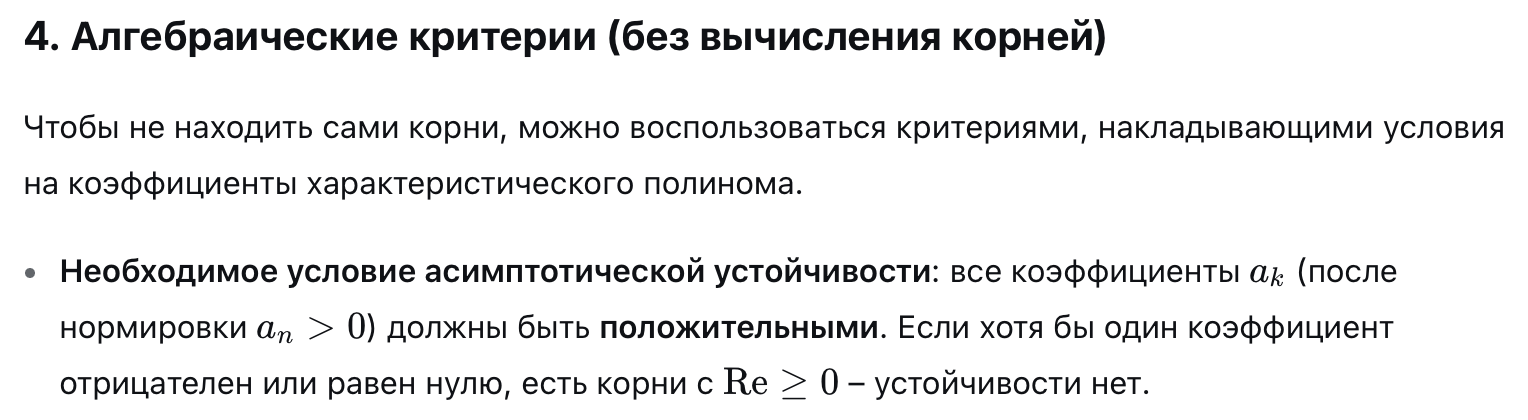 4. Алгебраические критерии (без вычисления корней)
Чтобы не находить сами корни, можно воспользоваться критериями, накладывающими условия
на коэффициенты характеристического полинома.
• Необходимое условие асимптотической устойчивости: все коэффициенты aₖ (после
нормировки aₙ > 0) должны быть положительными. Если хотя бы один коэффициент
отрицателен или равен нулю, есть корни с Re ≥ 0 – устойчивости нет.